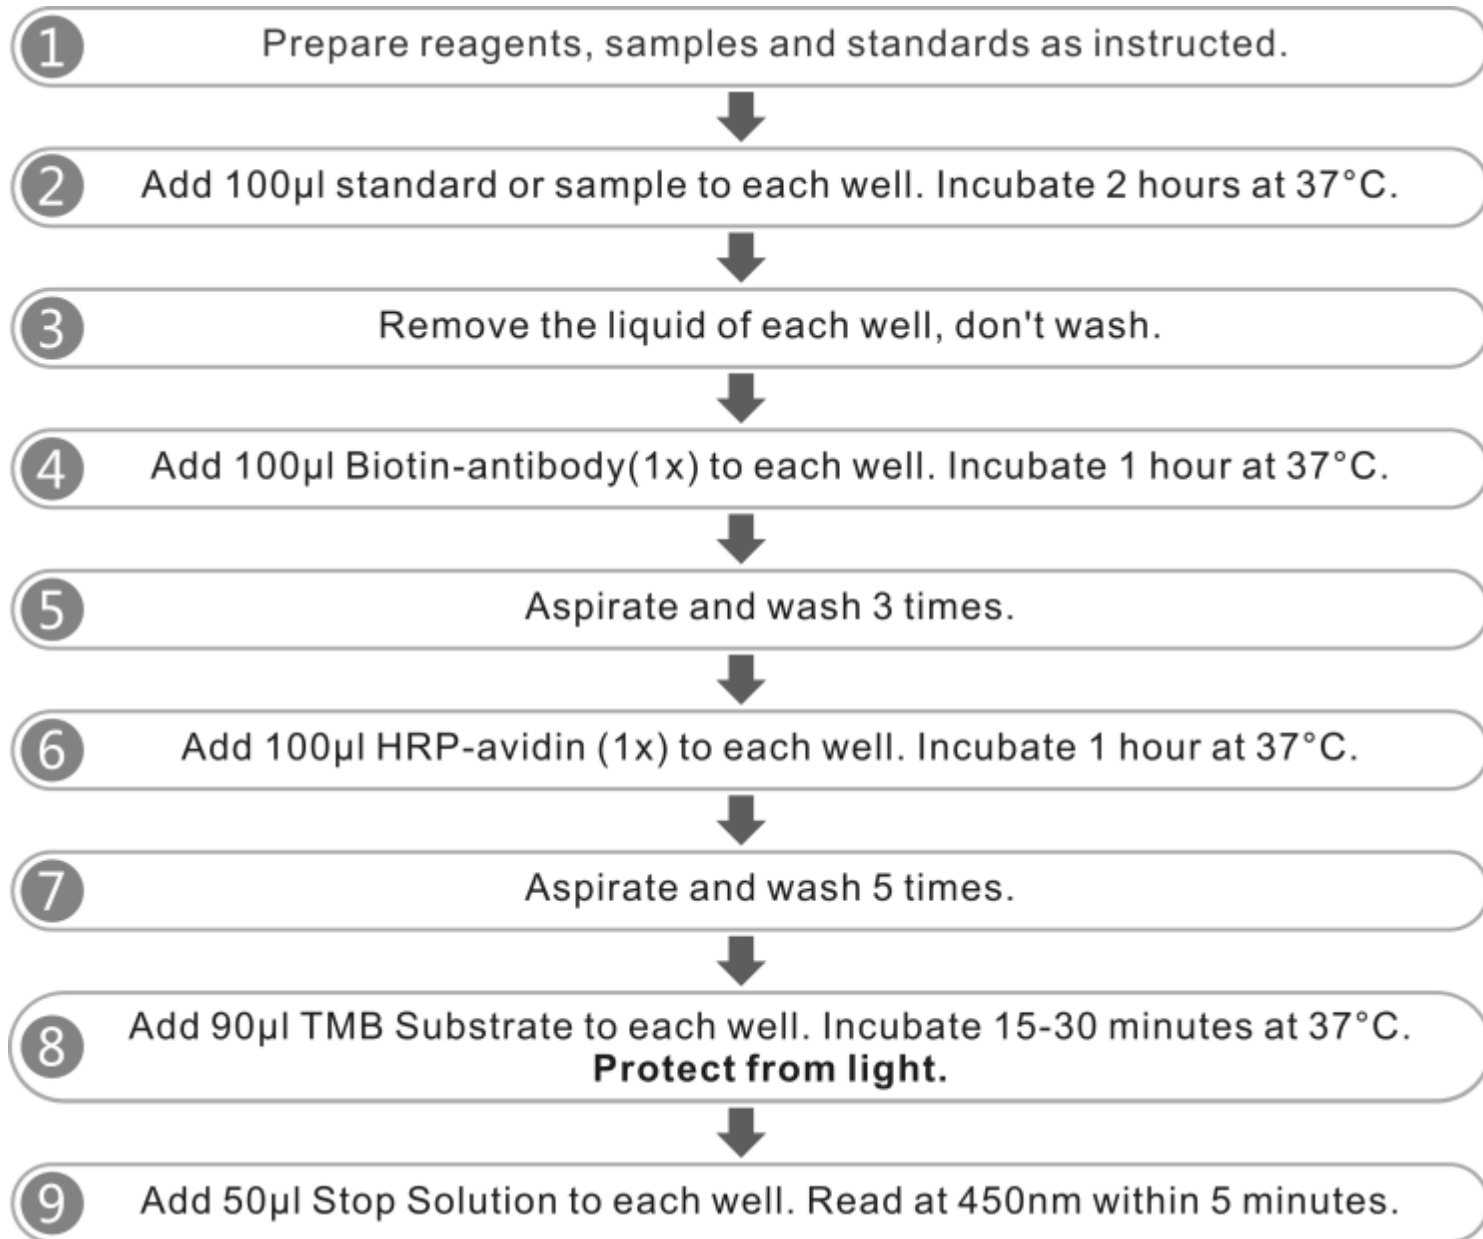 1 Prepare reagents, samples and standards as instructed.
2 Add 100µl standard or sample to each well. Incubate 2 hours at 37°C.
3 Remove the liquid of each well, don't wash.
4 Add 100µl Biotin-antibody(1x) to each well. Incubate 1 hour at 37°C.
5 Aspirate and wash 3 times.
6 Add 100µl HRP-avidin (1x) to each well. Incubate 1 hour at 37°C.
7 Aspirate and wash 5 times.
8 Add 90µl TMB Substrate to each well. Incubate 15-30 minutes at 37°C.
Protect from light.
9 Add 50µl Stop Solution to each well. Read at 450nm within 5 minutes.